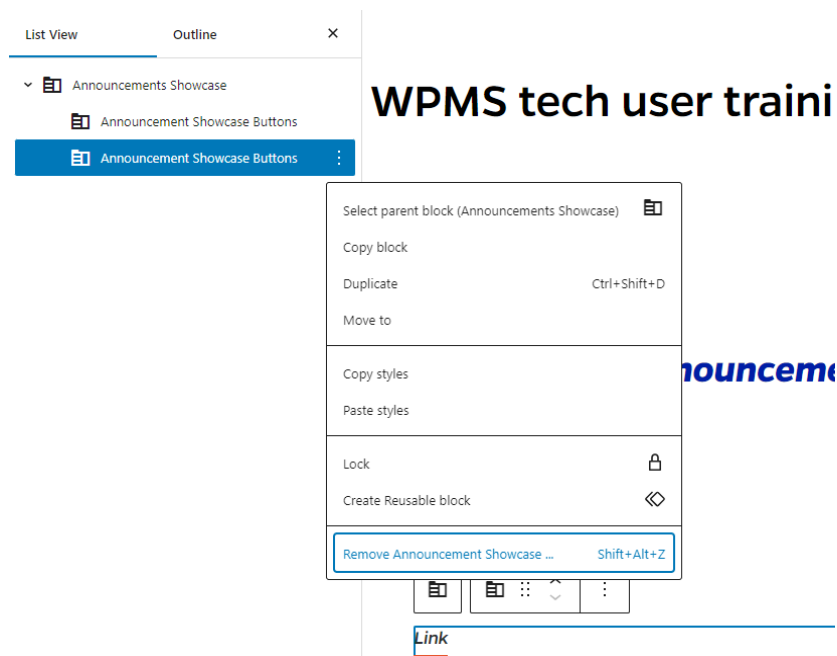 List View
Outline
Announcements Showcase
Announcement Showcase Buttons
Announcement Showcase Buttons
WPMS tech user traini
Select parent block (Announcements Showcase)
Copy block
Duplicate Ctrl+Shift+D
Move to
nounceme
Copy styles
Paste styles
Lock
Create Reusable block
Remove Announcement Showcase ... Shift+Alt+Z
Link